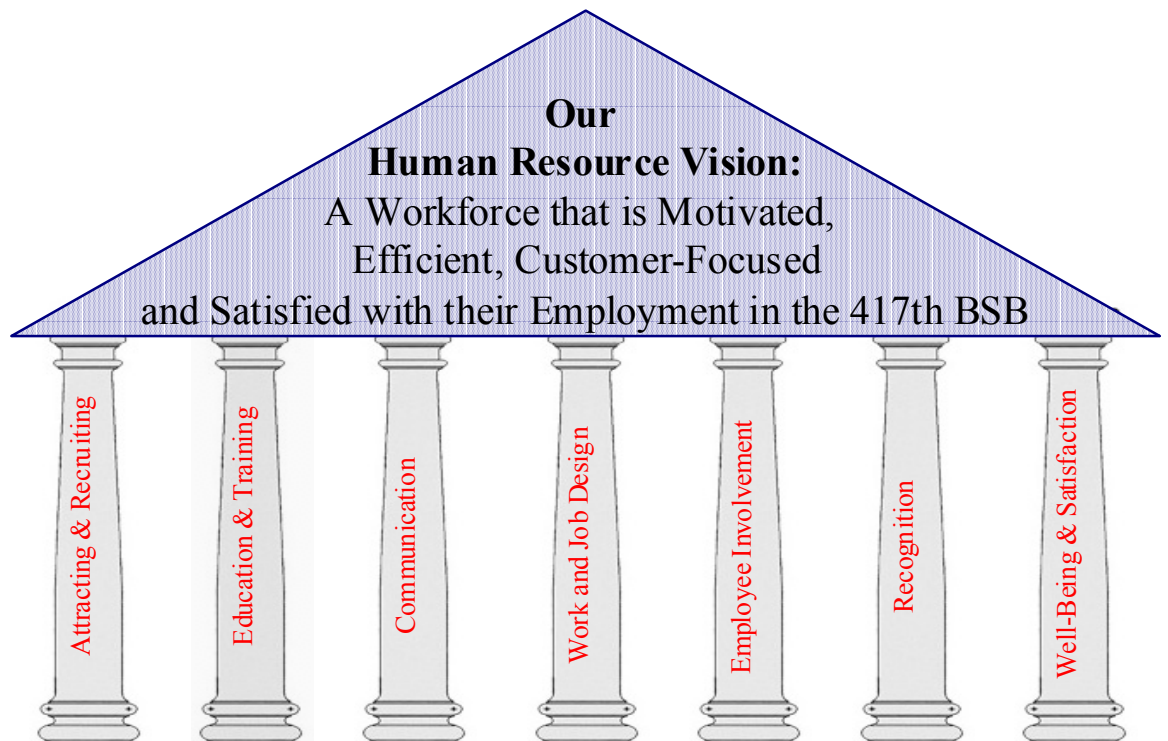 Our
Human Resource Vision:
A Workforce that is Motivated,
Efficient, Customer-Focused
and Satisfied with their Employment in the 417th BSB
Attracting & Recruiting
Education & Training
Communication
Work and Job Design
Employee Involvement
Recognition
Well-Being & Satisfaction